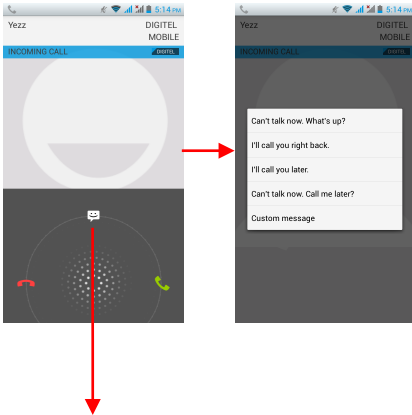 5:14 PM
Yezz
DIGITEL
MOBILE
INCOMING CALL
DIGITEL
5:14 PM
Yezz
DIGITEL
MOBILE
INCOMING CALL
DIGITEL
Can't talk now. What's up?
I'll call you right back.
I'll call you later.
Can't talk now. Call me later?
Custom message